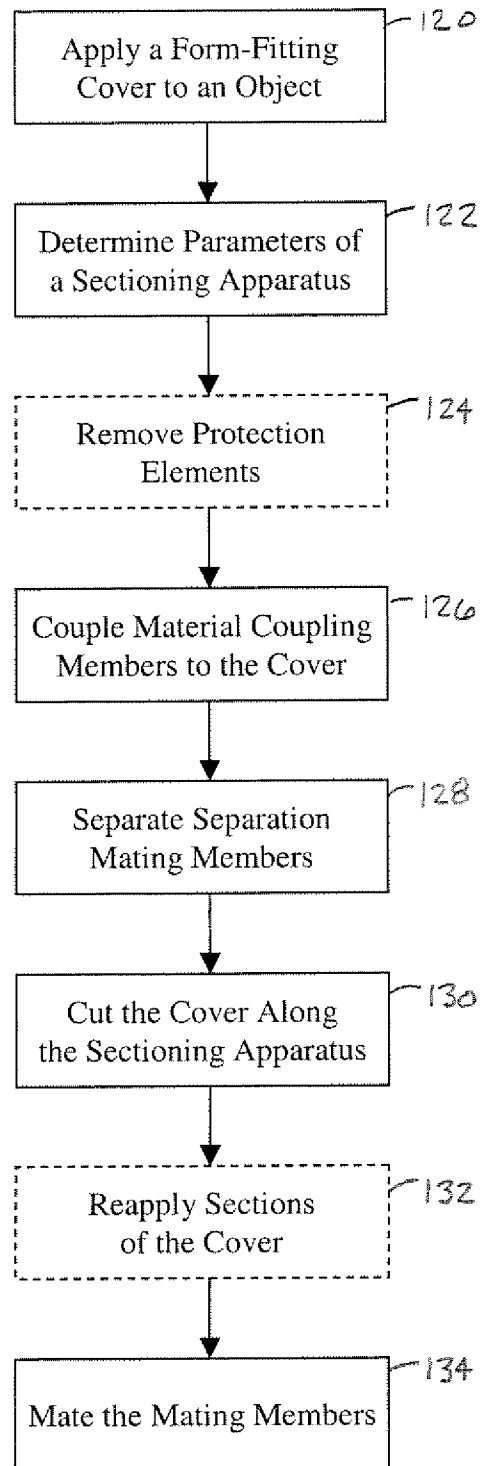 120
Apply a Form-Fitting
Cover to an Object
122
Determine Parameters of
a Sectioning Apparatus
124
Remove Protection
Elements
126
Couple Material Coupling
Members to the Cover
128
Separate Separation
Mating Members
130
Cut the Cover Along
the Sectioning Apparatus
132
Reapply Sections
of the Cover
134
Mate the Mating Members